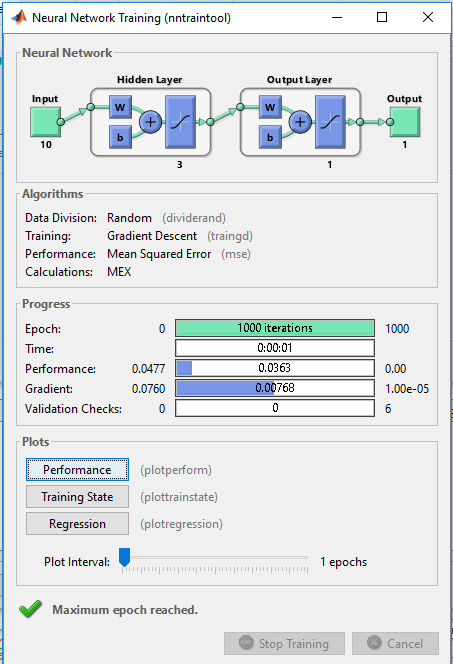 Neural Network Training (nntraintool)
Neural Network
Hidden Layer
Output Layer
Input
W
b
+
W
b
+
Output
10
3
1
1
Algorithms
Data Division: Random (dividerand)
Training: Gradient Descent (traingd)
Performance: Mean Squared Error (mse)
Calculations: MEX
Progress
Epoch: 0 1000 iterations 1000
Time: 0:00:01
Performance: 0.0477 0.0363 0.00
Gradient: 0.0760 0.00768 1.00e-05
Validation Checks: 0 0 6
Plots
Performance (plotperform)
Training State (plottrainstate)
Regression (plotregression)
Plot Interval: 1 epochs
Maximum epoch reached.
Stop Training Cancel